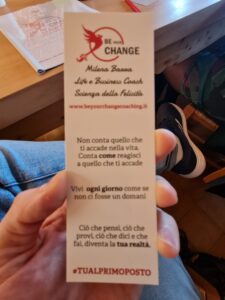 BE YOUR
CHANGE
Milena Bazza
Life e Business Coach
Scienza della Felicità
www.beyourchangecoaching.it
Non conta quello che
ti accade nella vita.
Conta come reagisci
a quello che ti accade
Vivi ogni giorno come se
non ci fosse un domani
Ciò che pensi, ciò che
provi, ciò che dici e che
fai, diventa la tua realtà.
#TUALPRIMOPOSTO